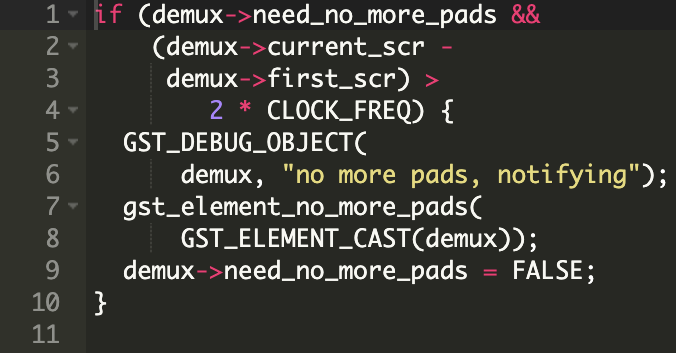 1 if (demux->need_no_more_pads &&
2     (demux->current_scr -
3      demux->first_scr) >
4         2 * CLOCK_FREQ) {
5   GST_DEBUG_OBJECT(
6       demux, "no more pads, notifying");
7   gst_element_no_more_pads(
8       GST_ELEMENT_CAST(demux));
9   demux->need_no_more_pads = FALSE;
10 }
11